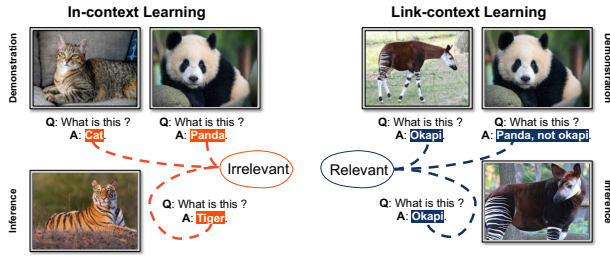 In-context Learning
Link-context Learning
Demonstration
Q: What is this ?
A: Cat.
Q: What is this ?
A: Panda.
Irrelevant
Inference
Q: What is this ?
A: Tiger.
Q: What is this ?
A: Okapi.
Q: What is this ?
A: Panda, not okapi.
Demonstration
Relevant
Q: What is this ?
A: Okapi.
Inference